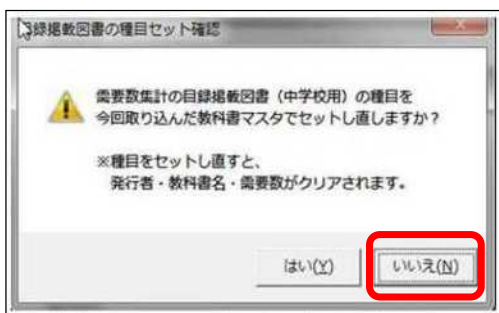 目録掲載図書の種目セット確認
需要数集計の目録掲載図書（中学校用）の種目を
今回取り込んだ教科書マスタでセットし直しますか？
※種目をセットし直すと、
発行者・教科書名・需要数がクリアされます。
はい(Y)
いいえ(N)